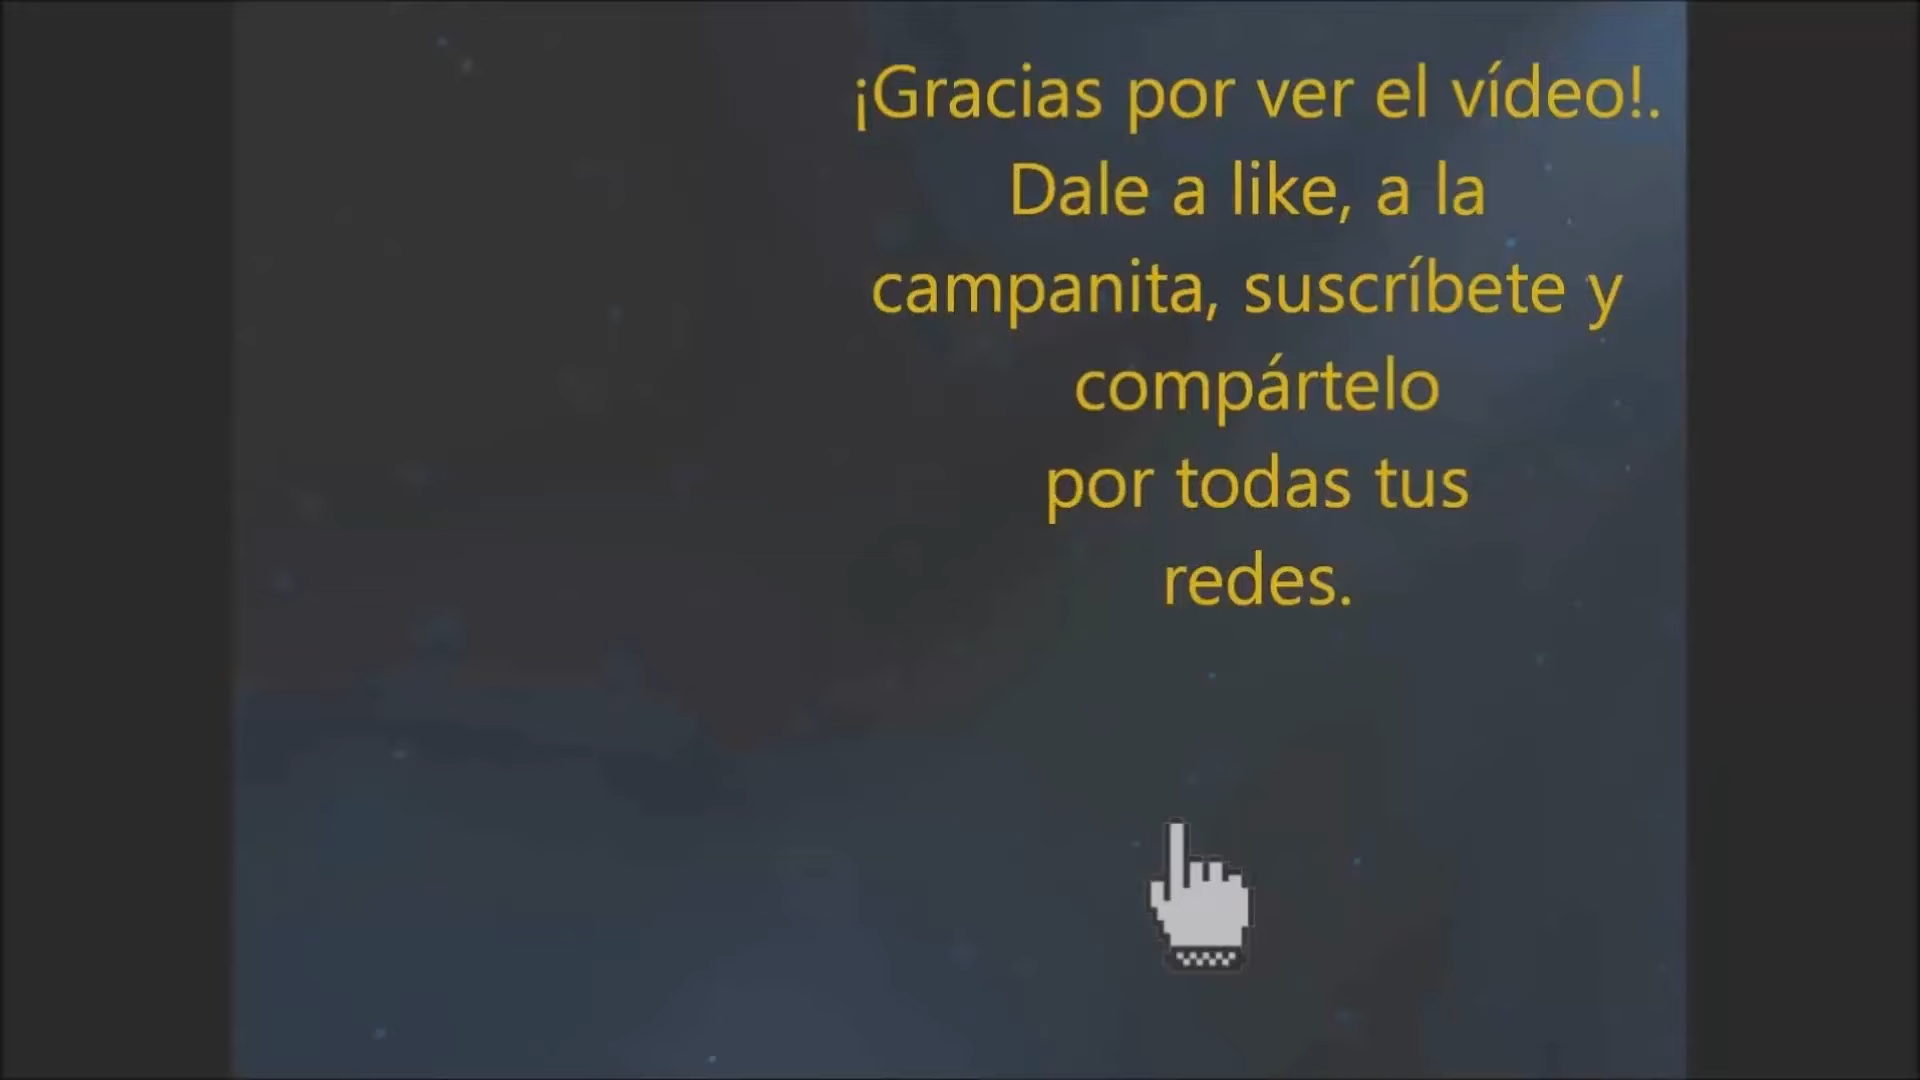 ¡Gracias por ver el vídeo!.
Dale a like, a la
campanita, suscríbete y
compártelo
por todas tus
redes.